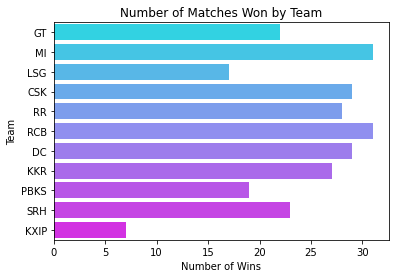 Number of Matches Won by Team
Team
GT
MI
LSG
CSK
RR
RCB
DC
KKR
PBKS
SRH
KXIP
0 5 10 15 20 25 30
Number of Wins